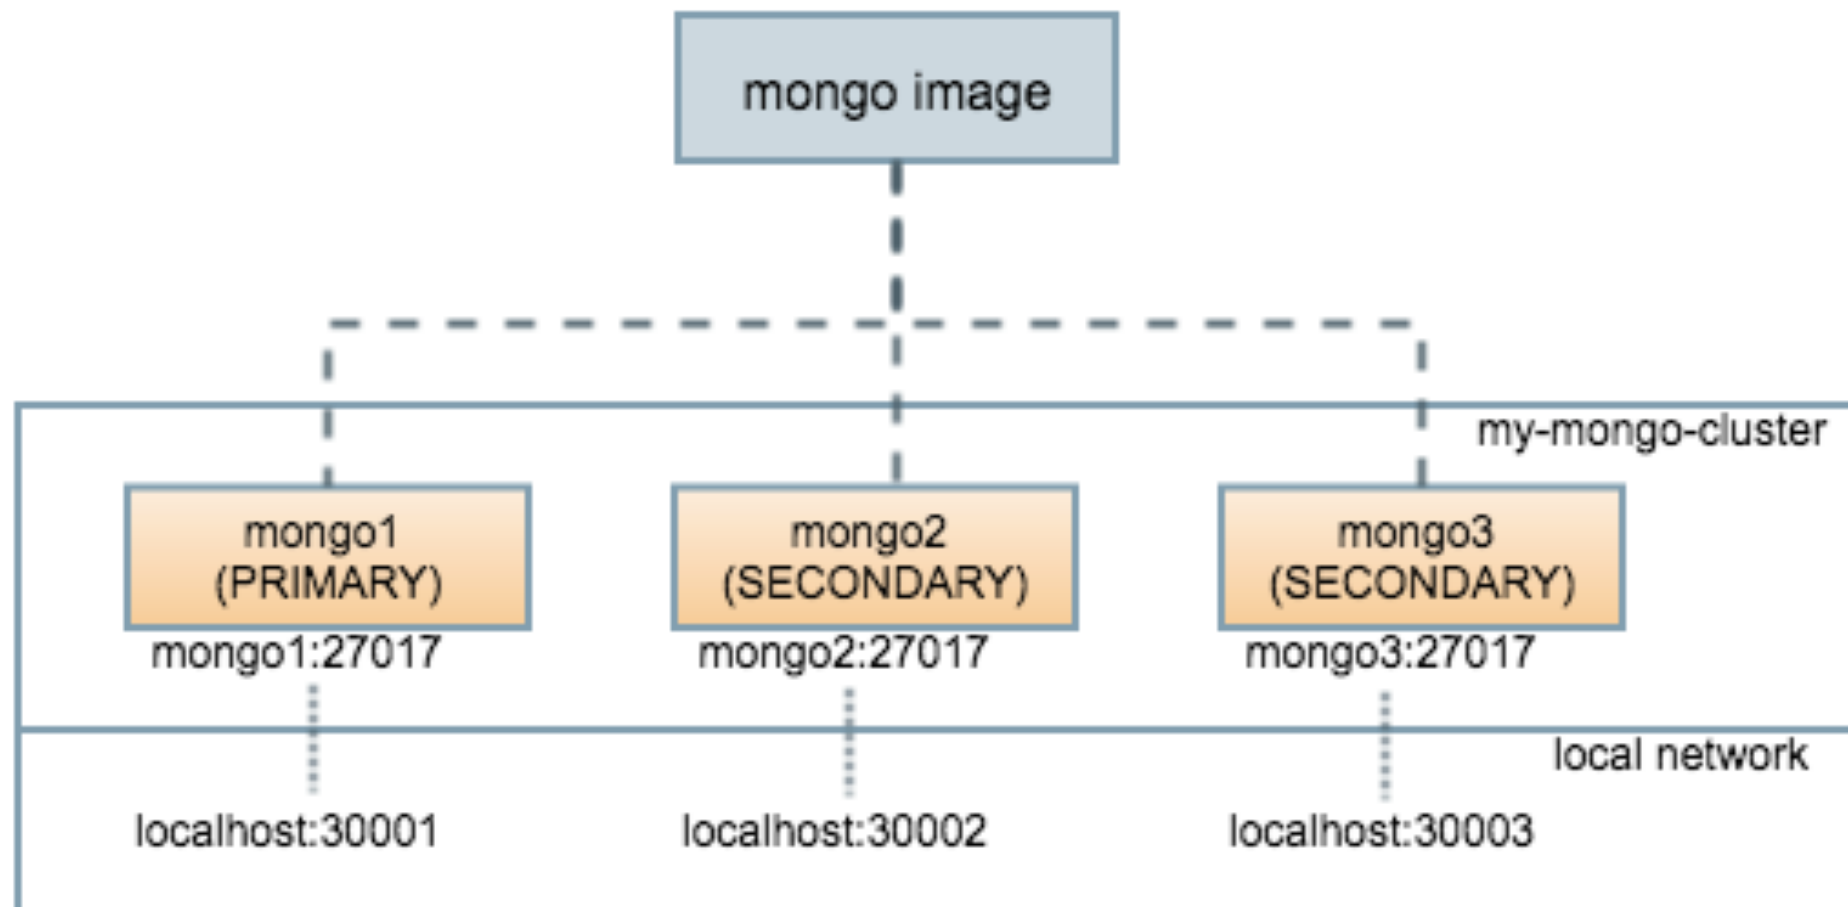 mongo image
my-mongo-cluster
mongo1
(PRIMARY)
mongo2
(SECONDARY)
mongo3
(SECONDARY)
mongo1:27017
mongo2:27017
mongo3:27017
local network
localhost:30001
localhost:30002
localhost:30003